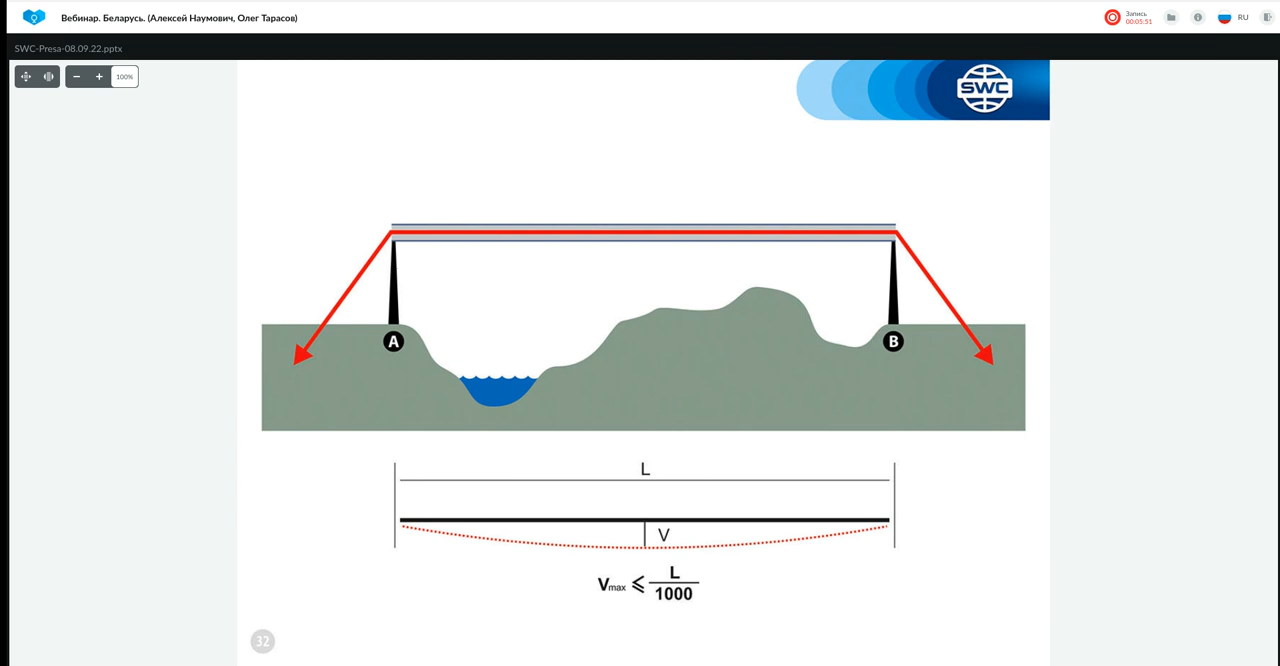 Вебинар. Беларусь. (Алексей Наумович, Олег Тарасов)
Запись
00:05:51
RU
SWC-Presa-08.09.22.pptx
100%
SWC
A
B
L
V
Vmax ⩽ L
1000
32